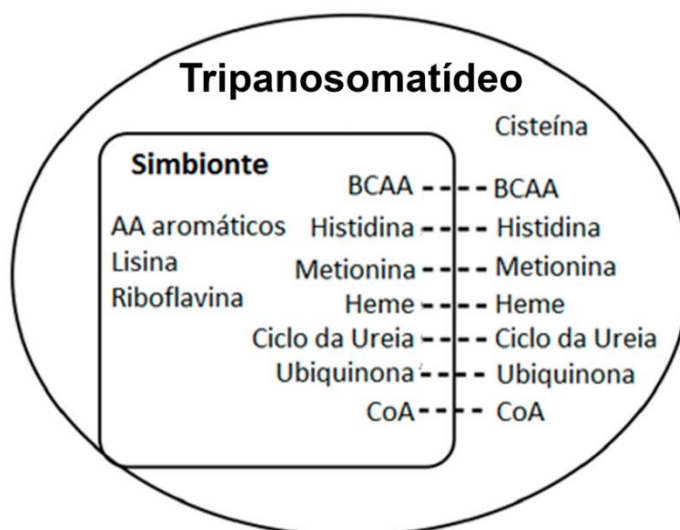 Tripanosomatídeo
Cisteína
Simbionte
BCAA BCAA
AA aromáticos Histidina Histidina
Lisina Metionina Metionina
Riboflavina Heme Heme
Ciclo da Ureia Ciclo da Ureia
Ubiquinona Ubiquinona
CoA CoA